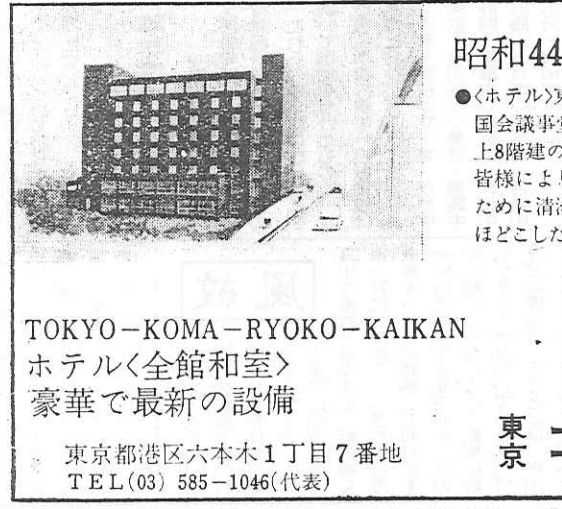 昭和44
●〈ホテル〉東
国会議事堂
上8階建の
皆様により
ために清潔
ほどこした
TOKYO－KOMA－RYOKO－KAIKAN
ホテル〈全館和室〉
豪華で最新の設備
東京都港区六本木1丁目7番地
TEL(03) 585－1046(代表)
東京